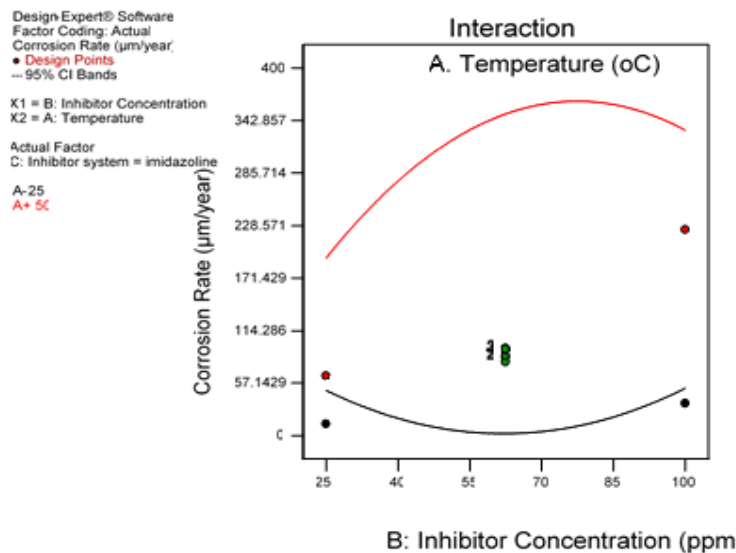 Design-Expert® Software
Factor Coding: Actual
Corrosion Rate (µm/year)
Design Points
95% CI Bands
X1 = B: Inhibitor Concentration
X2 = A: Temperature
Actual Factor
C: Inhibitor system = imidazoline
A- 25
A+ 50
Interaction
A. Temperature (oC)
Corrosion Rate (µm/year)
400
342.857
285.714
228.571
171.429
114.286
57.1429
0
2
25
40
55
70
85
100
B: Inhibitor Concentration (ppm